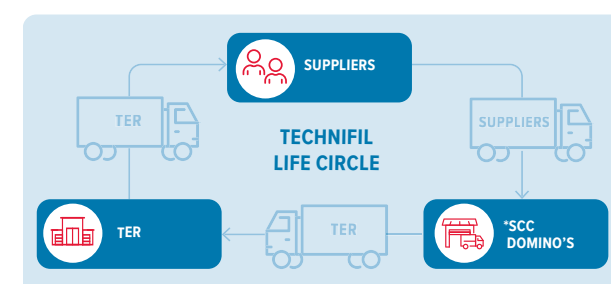 SUPPLIERS
TER
SUPPLIERS
TECHNIFIL
LIFE CIRCLE
TER
TER
*SCC
DOMINO'S